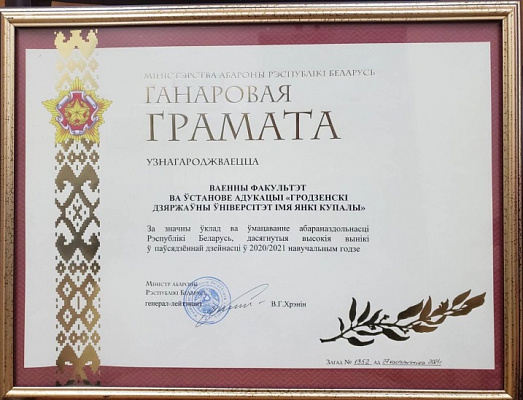 МІНІСТЭРСТВА АБАРОНЫ РЭСПУБЛІКІ БЕЛАРУСЬ
ГАНАРОВАЯ
ГРАМАТА
УЗНАГАРОДЖВАЕЦЦА
ВАЕННЫ ФАКУЛЬТЭТ
ВА ЎСТАНОВЕ АДУКАЦЫІ «ГРОДЗЕНСКІ
ДЗЯРЖАЎНЫ ЎНІВЕРСІТЭТ ІМЯ ЯНКІ КУПАЛЫ»
За значны ўклад ва ўмацаванне абараназдольнасці
Рэспублікі Беларусь, дасягнутыя высокія вынікі
ў паўсядзённай дзейнасці ў 2020/2021 навучальным годзе
Міністр абароны
Рэспублікі Беларусь
генерал-лейтэнант В.Г.Хрэнін
Загад № 1352 ад